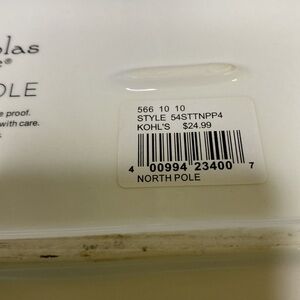 olas
e®
OLE
e proof.
with care.
566 10 10
STYLE 54STTNPP4
KOHL'S $24.99
4 00994 23400 7
NORTH POLE